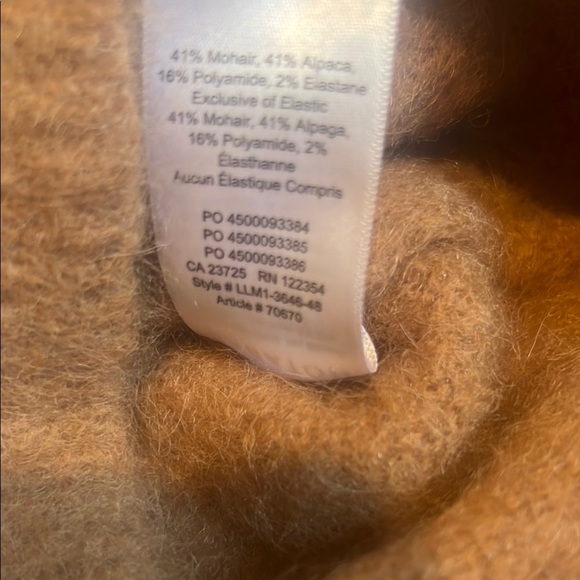 41% Mohair, 41% Alpaca,
16% Polyamide, 2% Elastane
Exclusive of Elastic
41% Mohair, 41% Alpaga,
16% Polyamide, 2%
Élasthanne
Aucun Élastique Compris
PO 4500093384
PO 4500093385
PO 4500093386
CA 23725 RN 122354
Style # LLM1-3646-48
Article # 70670